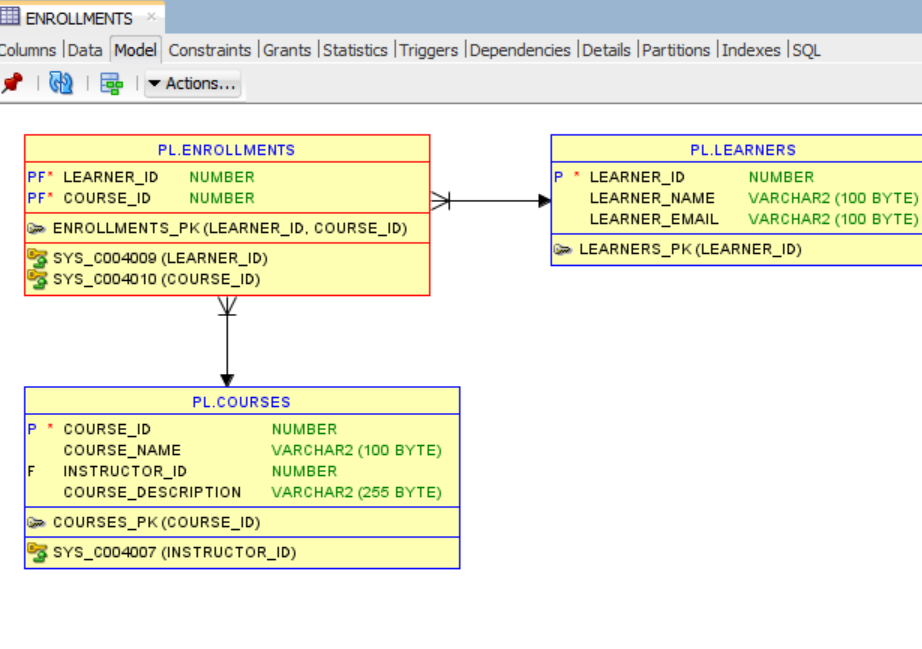 ENROLLMENTS ×
Columns | Data | Model | Constraints | Grants | Statistics | Triggers | Dependencies | Details | Partitions | Indexes | SQL
Actions...
PL.ENROLLMENTS
PF* LEARNER_ID NUMBER
PF* COURSE_ID NUMBER
ENROLLMENTS_PK (LEARNER_ID, COURSE_ID)
SYS_C004009 (LEARNER_ID)
SYS_C004010 (COURSE_ID)
PL.LEARNERS
P * LEARNER_ID NUMBER
LEARNER_NAME VARCHAR2 (100 BYTE)
LEARNER_EMAIL VARCHAR2 (100 BYTE)
LEARNERS_PK (LEARNER_ID)
PL.COURSES
P * COURSE_ID NUMBER
COURSE_NAME VARCHAR2 (100 BYTE)
F INSTRUCTOR_ID NUMBER
COURSE_DESCRIPTION VARCHAR2 (255 BYTE)
COURSES_PK (COURSE_ID)
SYS_C004007 (INSTRUCTOR_ID)